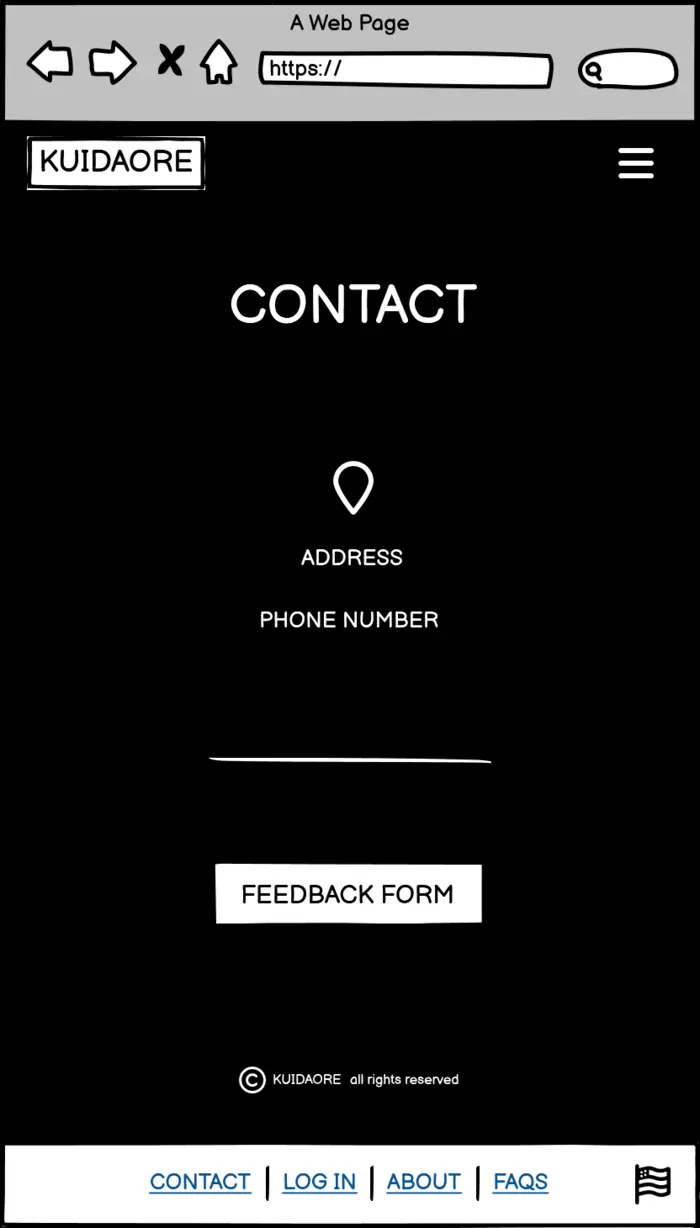 A Web Page
https://
KUIDAORE
CONTACT
ADDRESS
PHONE NUMBER
FEEDBACK FORM
© KUIDAORE all rights reserved
CONTACT | LOG IN | ABOUT | FAQS